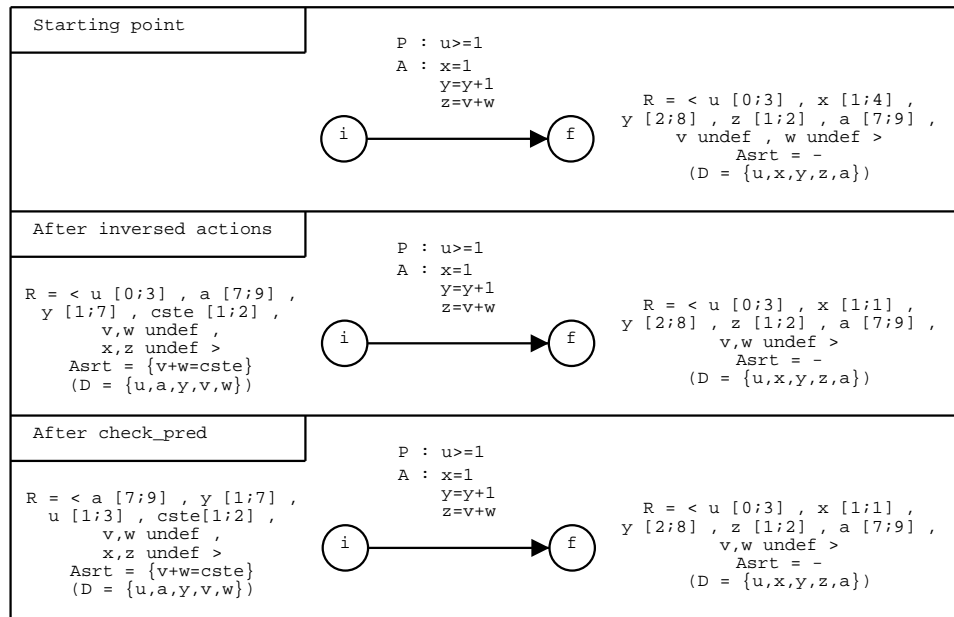 Starting point
P : u>=1
A : x=1
y=y+1
z=v+w
i
f
R = < u [0;3] , x [1;4] ,
y [2;8] , z [1;2] , a [7;9] ,
v undef , w undef >
Asrt = -
(D = {u,x,y,z,a})
After inversed actions
P : u>=1
A : x=1
y=y+1
z=v+w
R = < u [0;3] , a [7;9] ,
y [1;7] , cste [1;2] ,
v,w undef ,
x,z undef >
Asrt = {v+w=cste}
(D = {u,a,y,v,w})
i
f
R = < u [0;3] , x [1;1] ,
y [2;8] , z [1;2] , a [7;9] ,
v,w undef >
Asrt = -
(D = {u,x,y,z,a})
After check_pred
P : u>=1
A : x=1
y=y+1
z=v+w
R = < a [7;9] , y [1;7] ,
u [1;3] , cste[1;2] ,
v,w undef ,
x,z undef >
Asrt = {v+w=cste}
(D = {u,a,y,v,w})
i
f
R = < u [0;3] , x [1;1] ,
y [2;8] , z [1;2] , a [7;9] ,
v,w undef >
Asrt = -
(D = {u,x,y,z,a})